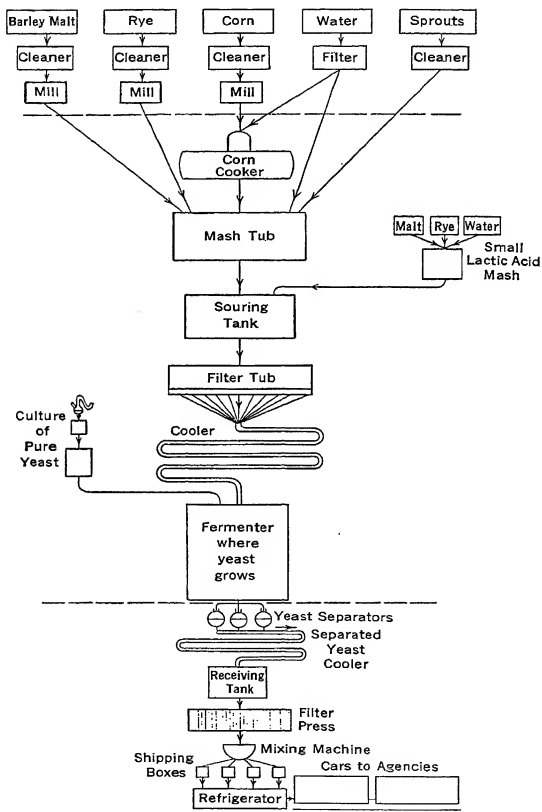 Barley Malt
Rye
Corn
Water
Sprouts
Cleaner
Cleaner
Cleaner
Filter
Cleaner
Mill
Mill
Mill
Corn
Cooker
Mash Tub
Malt
Rye
Water
Small
Lactic Acid
Mash
Souring
Tank
Filter Tub
Culture
of
Pure
Yeast
Cooler
Fermenter
where
yeast
grows
Yeast Separators
Separated
Yeast
Cooler
Receiving
Tank
Filter
Press
Mixing Machine
Shipping
Boxes
Cars to Agencies
Refrigerator